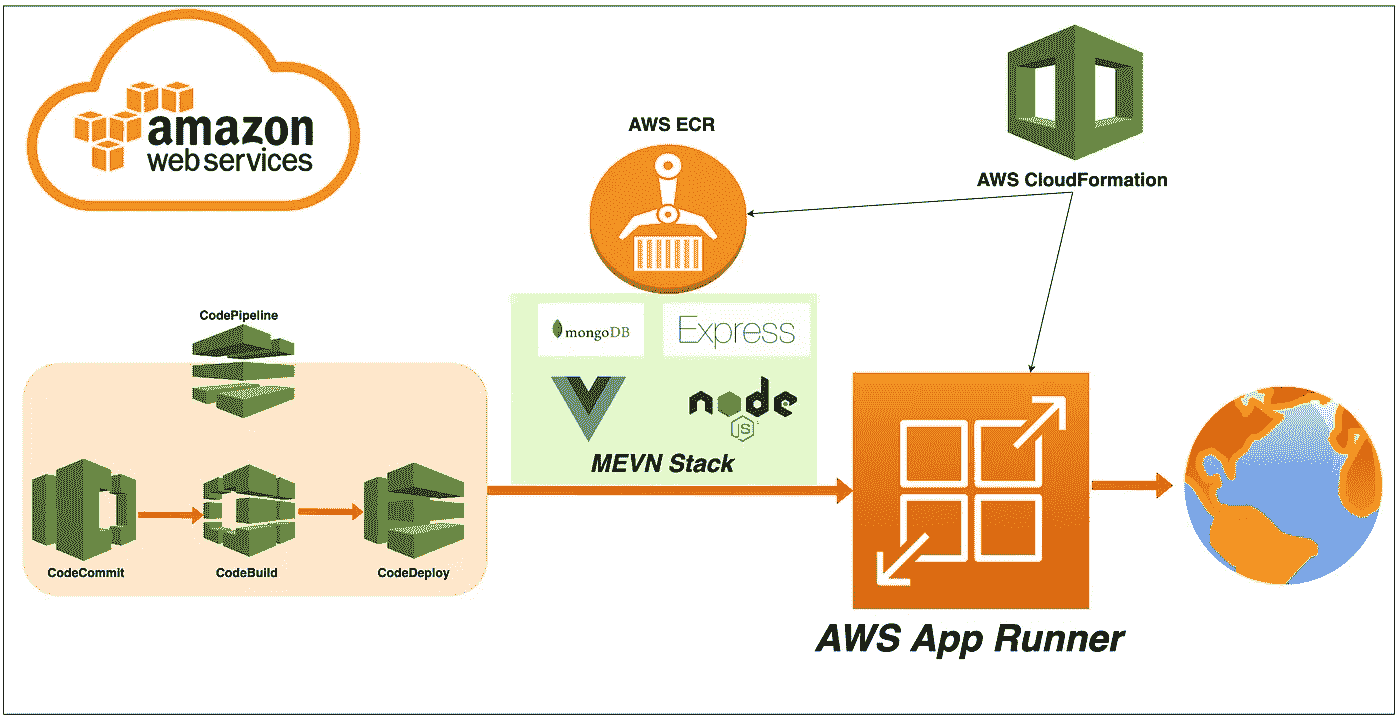 amazon
web services
AWS ECR
AWS CloudFormation
CodePipeline
mongoDB
Express
node
JS
MEVN Stack
CodeCommit
CodeBuild
CodeDeploy
AWS App Runner